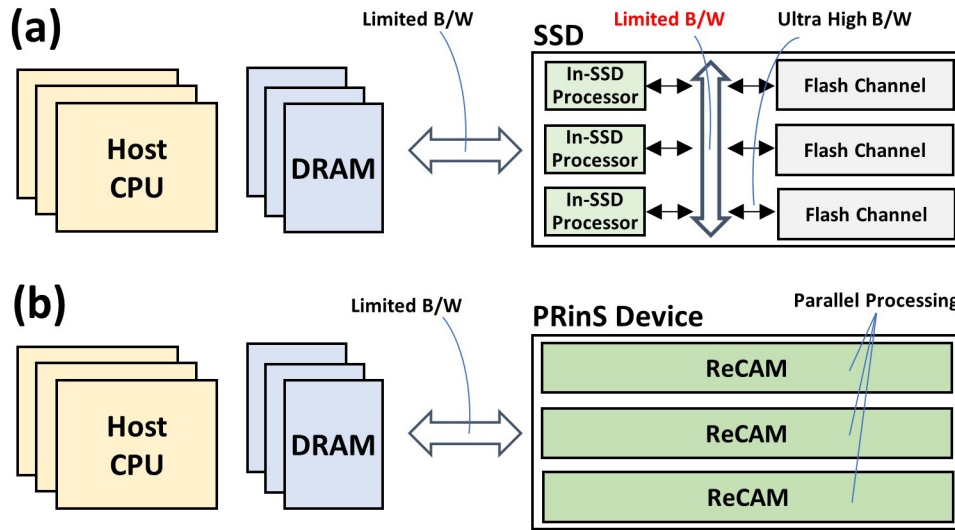 (a)
Limited B/W
Limited B/W
Ultra High B/W
SSD
Host
CPU
DRAM
In-SSD
Processor
Flash Channel
In-SSD
Processor
Flash Channel
In-SSD
Processor
Flash Channel
(b)
Limited B/W
Parallel Processing
PRinS Device
Host
CPU
DRAM
ReCAM
ReCAM
ReCAM